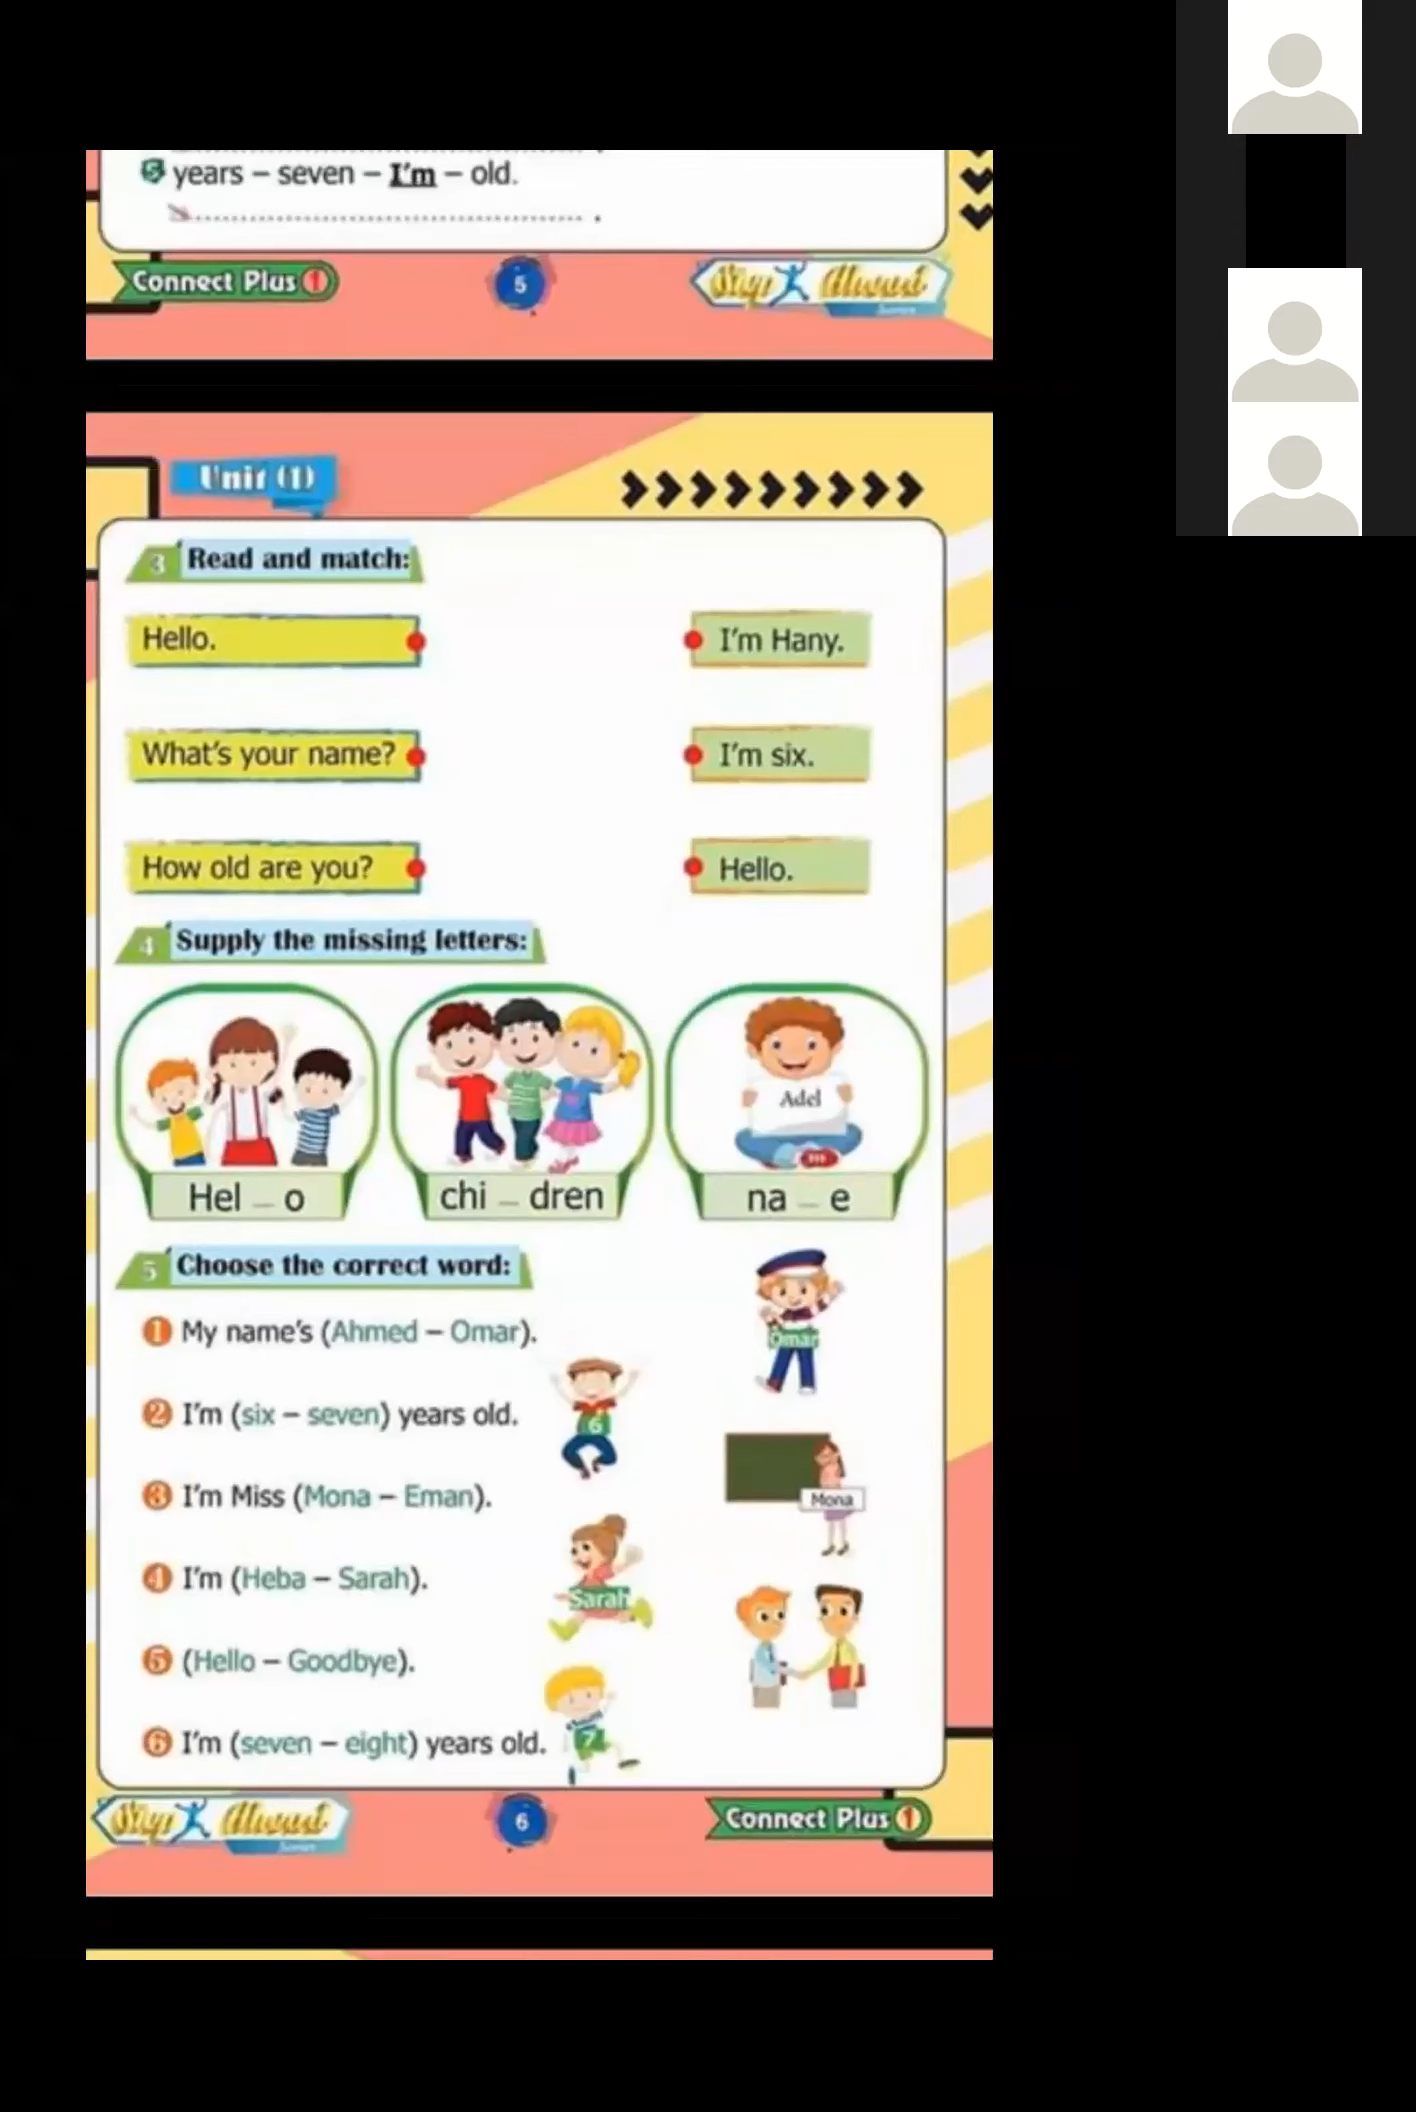 5 years – seven – I'm – old.
.
Connect Plus 1
5
Step Ahead
Series
Unit (1)
3 Read and match:
Hello.
I'm Hany.
What's your name?
I'm six.
How old are you?
Hello.
4 Supply the missing letters:
Adel
Hel _ o
chi _ dren
na _ e
5 Choose the correct word:
1 My name's (Ahmed – Omar).
Omar
2 I'm (six – seven) years old.
6
3 I'm Miss (Mona – Eman).
Mona
4 I'm (Heba – Sarah).
Sarah
5 (Hello – Goodbye).
6 I'm (seven – eight) years old.
7
Step Ahead
Series
6
Connect Plus 1